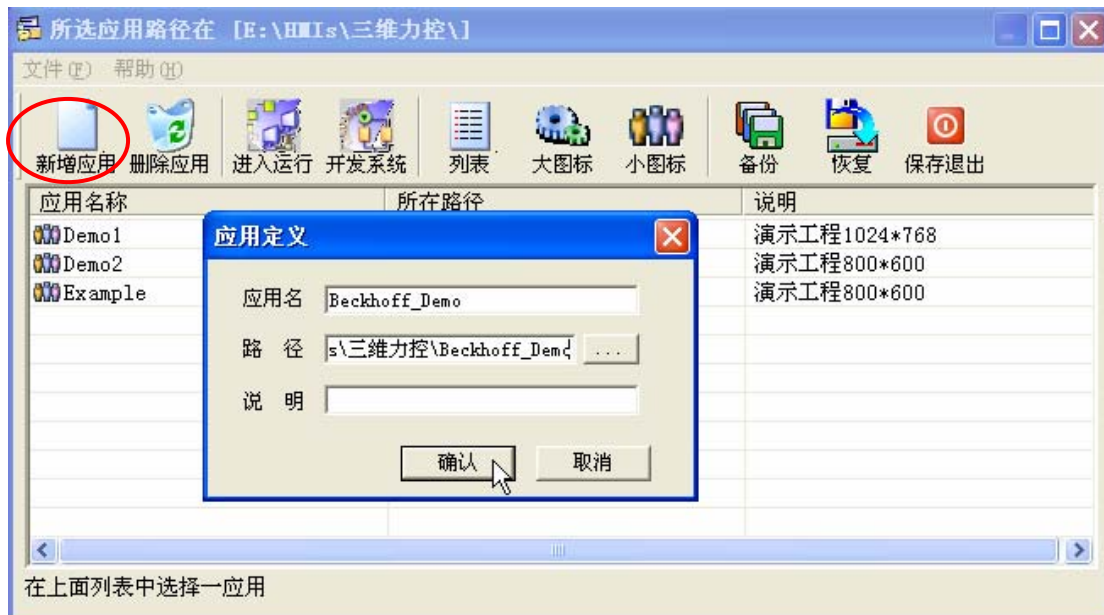 所选应用路径在 [E:\HMIs\三维力控\]
文件(F) 帮助(H)
新增应用 删除应用 进入运行 开发系统 列表 大图标 小图标 备份 恢复 保存退出
应用名称 所在路径 说明
Demo1 演示工程1024*768
Demo2 演示工程800*600
Example 演示工程800*600
应用定义
应用名 Beckhoff_Demo
路 径 s\三維力控\Beckhoff_Demo ...
说 明
确认 取消
在上面列表中选择一应用